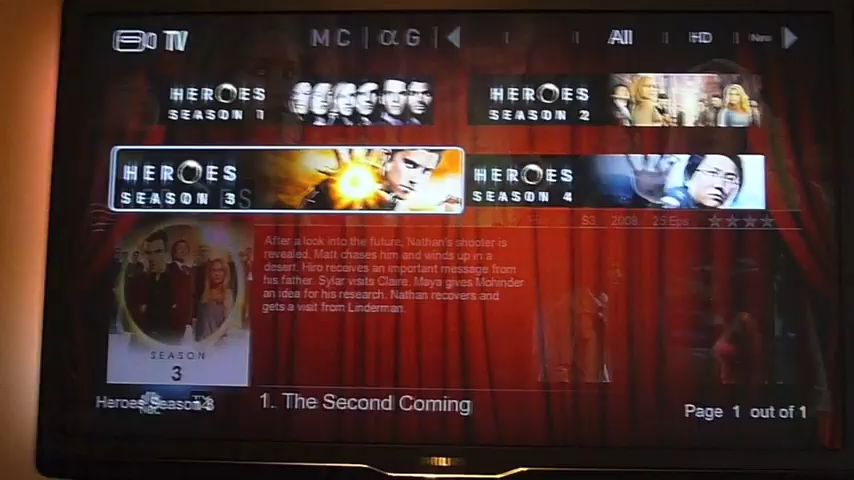 TV
MC | αG | All | HD | New
HEROES
SEASON 1
HEROES
SEASON 2
HEROES
SEASON 3
HEROES
SEASON 4
S3 2008 25 Eps
After a look into the future, Nathan's shooter is
revealed. Matt chases him and winds up in a
desert. Hiro receives an important message from
his father. Sylar visits Claire. Maya gives Mohinder
an idea for his research. Nathan recovers and
gets a visit from Linderman.
SEASON
3
Heroes Season
1. The Second Coming
Page 1 out of 1
PHILIPS